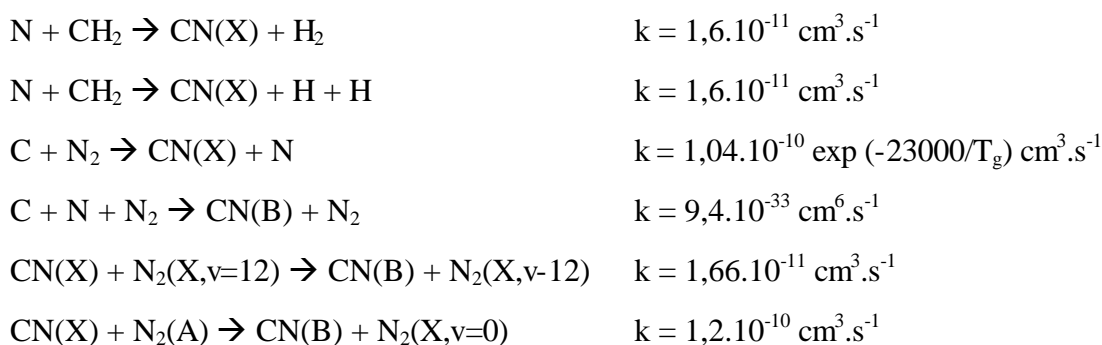 N + CH₂ → CN(X) + H₂ k = 1,6.10⁻¹¹ cm³.s⁻¹
N + CH₂ → CN(X) + H + H k = 1,6.10⁻¹¹ cm³.s⁻¹
C + N₂ → CN(X) + N k = 1,04.10⁻¹⁰ exp (-23000/T_g) cm³.s⁻¹
C + N + N₂ → CN(B) + N₂ k = 9,4.10⁻³³ cm⁶.s⁻¹
CN(X) + N₂(X,v=12) → CN(B) + N₂(X,v-12) k = 1,66.10⁻¹¹ cm³.s⁻¹
CN(X) + N₂(A) → CN(B) + N₂(X,v=0) k = 1,2.10⁻¹⁰ cm³.s⁻¹